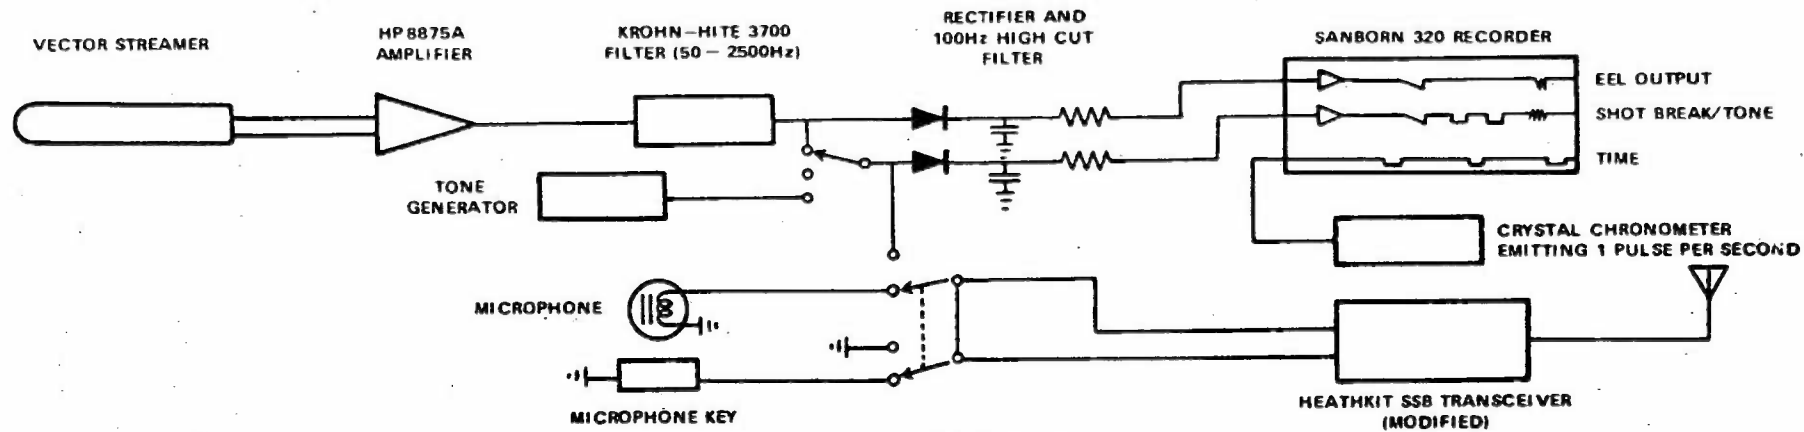 VECTOR STREAMER
HP 8875A
AMPLIFIER
KROHN-HITE 3700
FILTER (50 - 2500Hz)
RECTIFIER AND
100Hz HIGH CUT
FILTER
SANBORN 320 RECORDER
EEL OUTPUT
SHOT BREAK/TONE
TIME
TONE
GENERATOR
CRYSTAL CHRONOMETER
EMITTING 1 PULSE PER SECOND
MICROPHONE
MICROPHONE KEY
HEATHKIT SSB TRANSCEIVER
(MODIFIED)